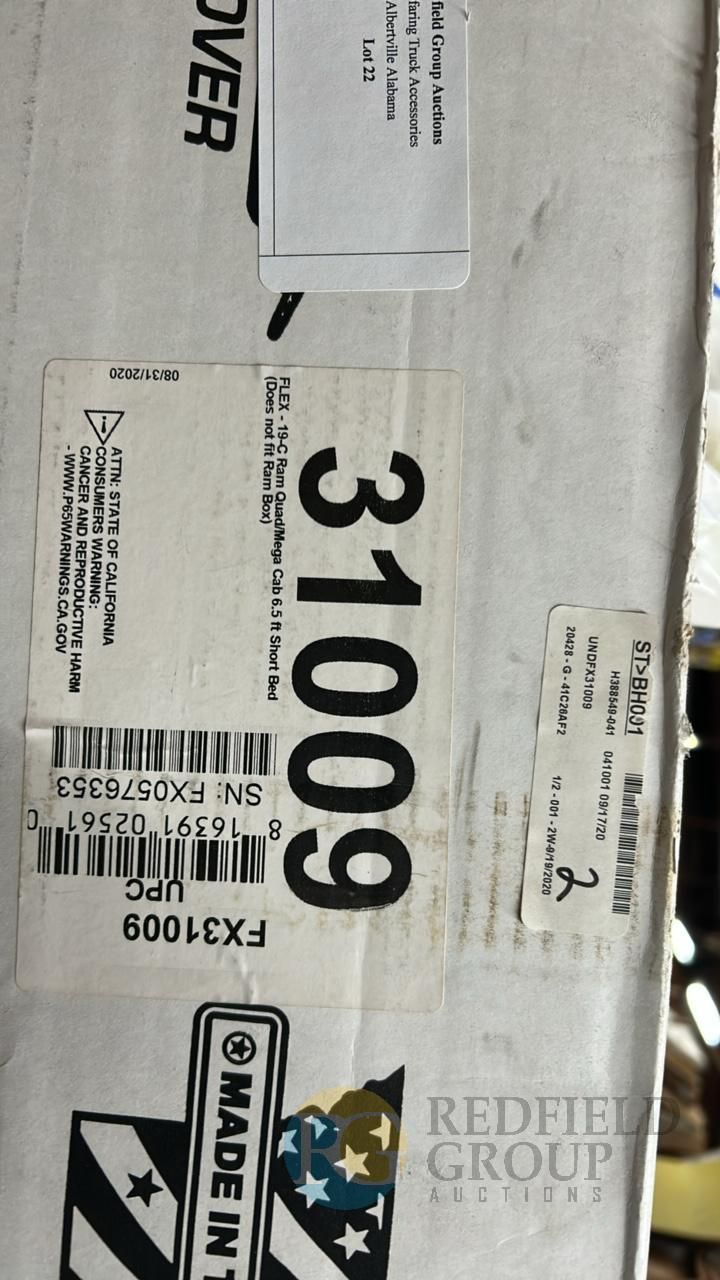 OVER
field Group Auctions
faring Truck Accessories
Albertville Alabama
Lot 22
31009
FLEX - 19-C Ram Quad/Mega Cab 6.5 ft Short Bed
(Does not fit Ram Box)
08/31/2020
ATTN: STATE OF CALIFORNIA
CONSUMERS WARNING:
CANCER AND REPRODUCTIVE HARM
- WWW.P65WARNINGS.CA.GOV
FX31009
UPC
8 16391 02561 0
SN: FX0576353
ST>BH001
H388549-041 041001 09/17/20
UNDFX31009
20428 - G - 41C26AF2 1/2 - 001 - 2W-9/19/2020
2
MADE IN T
RG
REDFIELD
GROUP
AUCTIONS